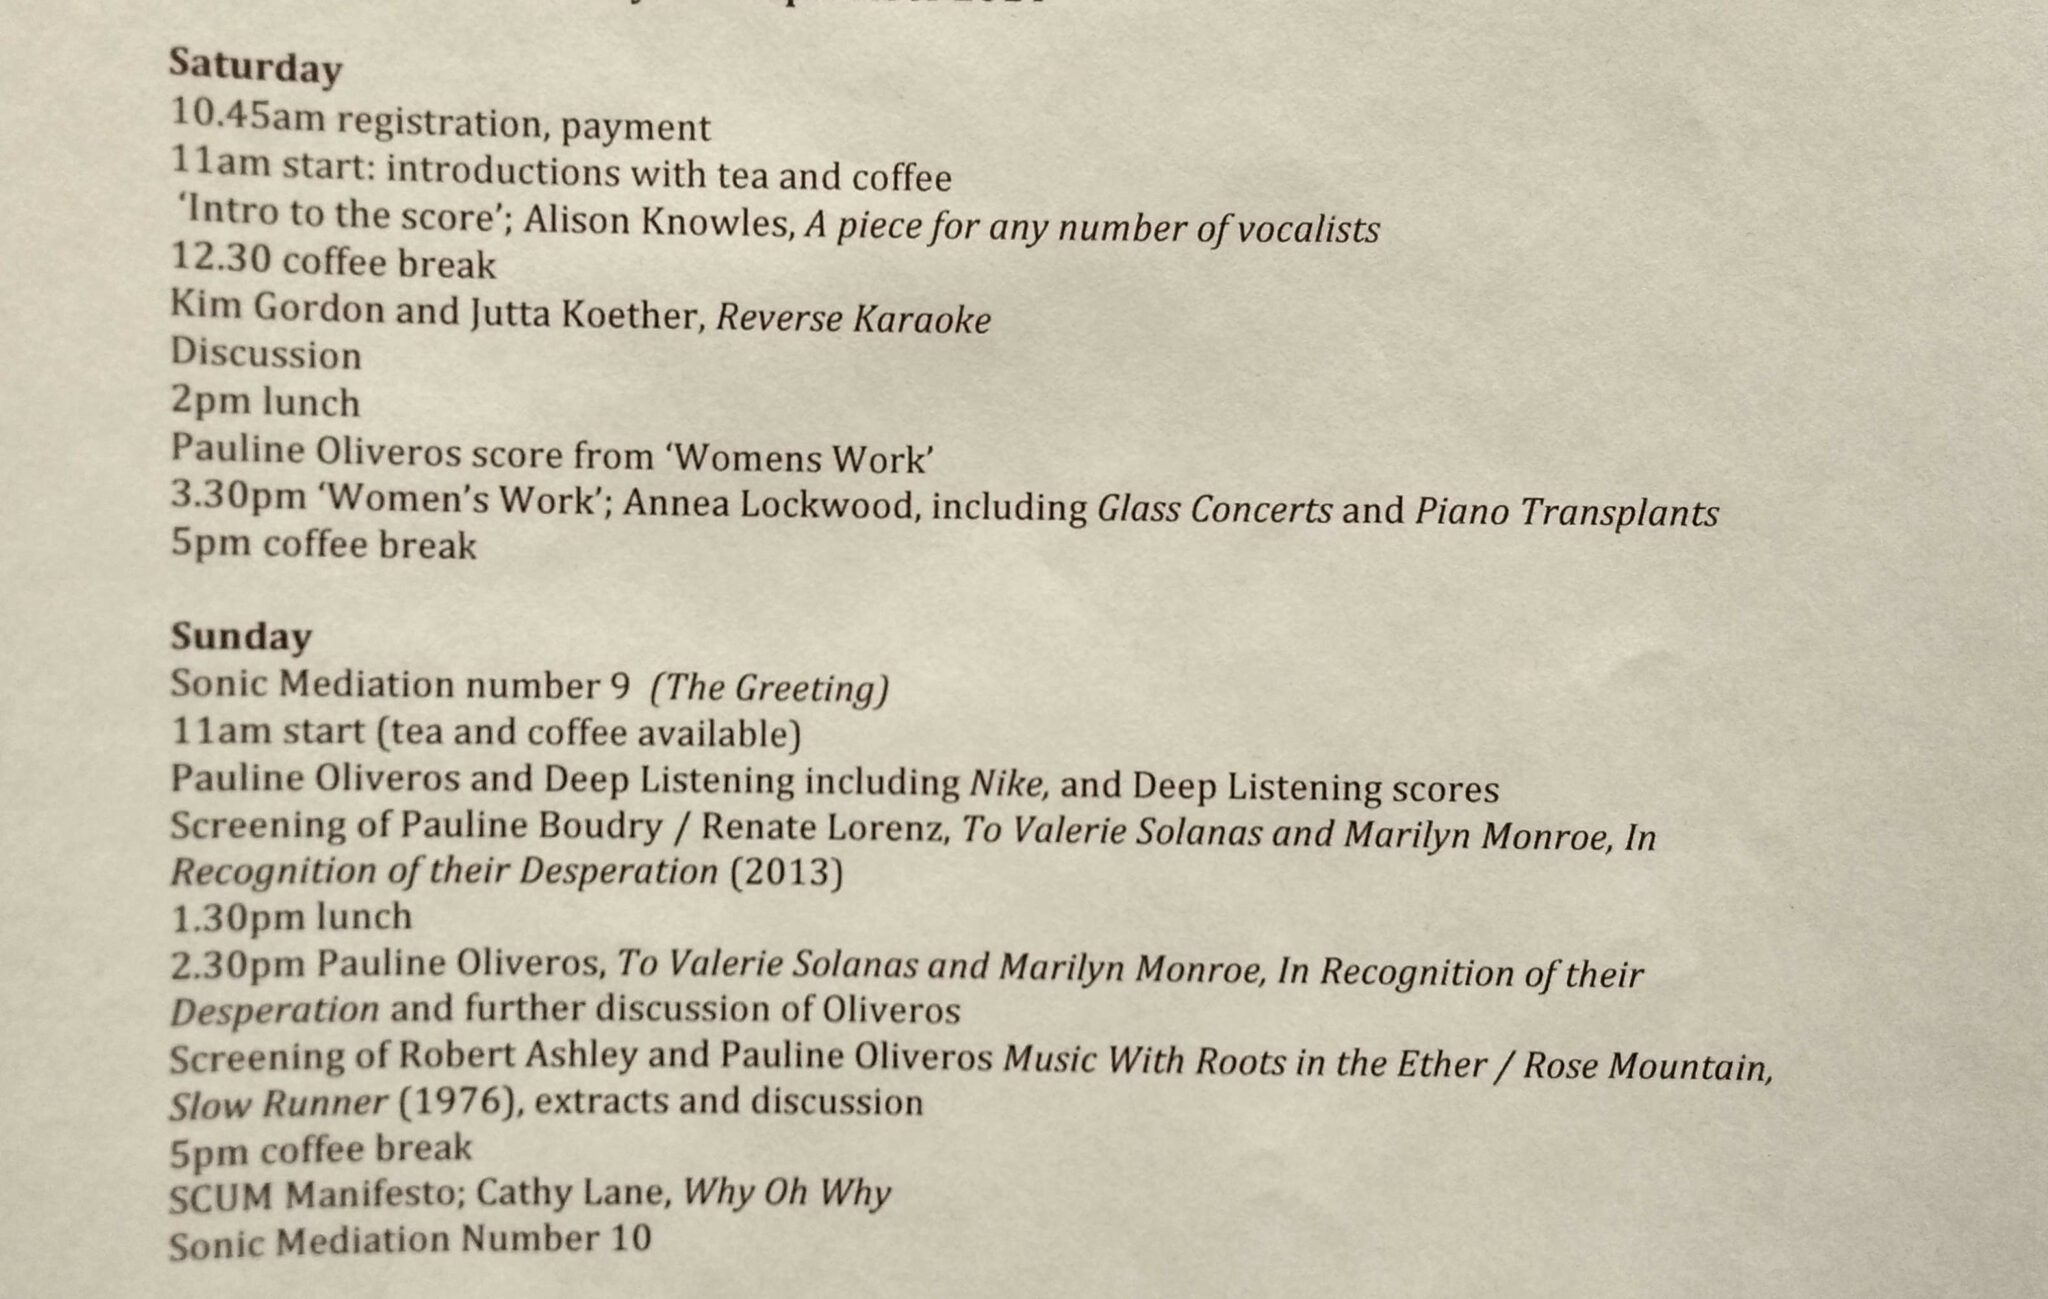 Saturday
10.45am registration, payment
11am start: introductions with tea and coffee
‘Intro to the score’; Alison Knowles, A piece for any number of vocalists
12.30 coffee break
Kim Gordon and Jutta Koether, Reverse Karaoke
Discussion
2pm lunch
Pauline Oliveros score from ‘Womens Work’
3.30pm ‘Women’s Work’; Annea Lockwood, including Glass Concerts and Piano Transplants
5pm coffee break
Sunday
Sonic Mediation number 9 (The Greeting)
11am start (tea and coffee available)
Pauline Oliveros and Deep Listening including Nike, and Deep Listening scores
Screening of Pauline Boudry / Renate Lorenz, To Valerie Solanas and Marilyn Monroe, In
Recognition of their Desperation (2013)
1.30pm lunch
2.30pm Pauline Oliveros, To Valerie Solanas and Marilyn Monroe, In Recognition of their
Desperation and further discussion of Oliveros
Screening of Robert Ashley and Pauline Oliveros Music With Roots in the Ether / Rose Mountain,
Slow Runner (1976), extracts and discussion
5pm coffee break
SCUM Manifesto; Cathy Lane, Why Oh Why
Sonic Mediation Number 10